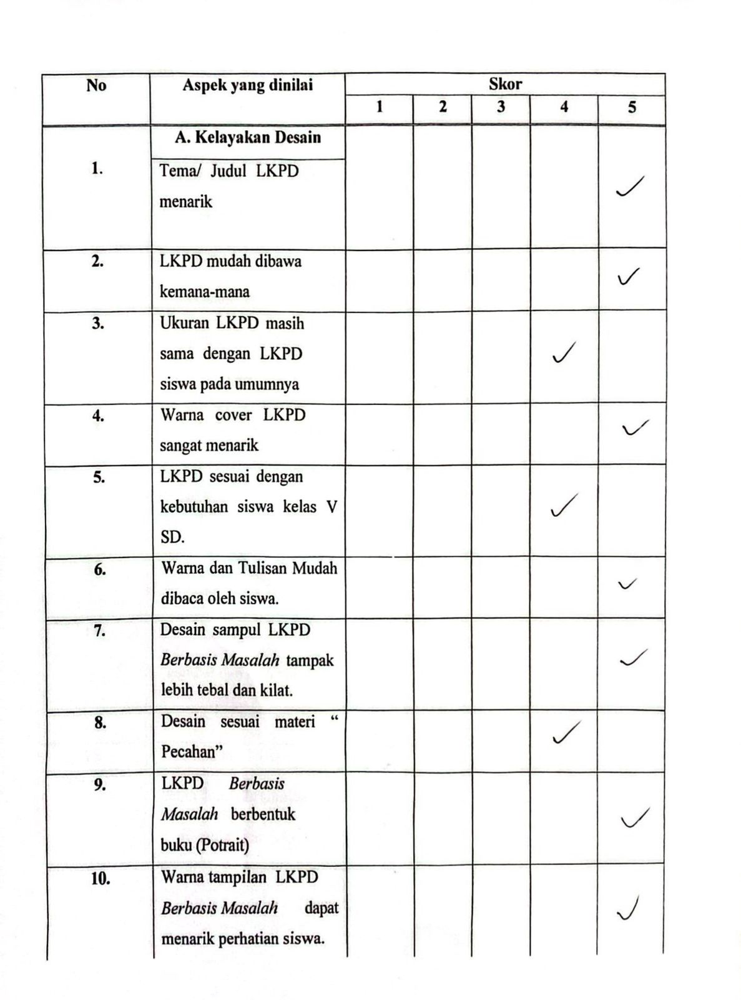 No Aspek yang dinilai Skor
1 2 3 4 5
A. Kelayakan Desain
1. Tema/ Judul LKPD
menarik
✓
2. LKPD mudah dibawa
kemana-mana
✓
3. Ukuran LKPD masih
sama dengan LKPD
siswa pada umumnya
✓
4. Warna cover LKPD
sangat menarik
✓
5. LKPD sesuai dengan
kebutuhan siswa kelas V
SD.
✓
6. Warna dan Tulisan Mudah
dibaca oleh siswa.
✓
7. Desain sampul LKPD
Berbasis Masalah tampak
lebih tebal dan kilat.
✓
8. Desain sesuai materi “
Pecahan”
✓
9. LKPD Berbasis
Masalah berbentuk
buku (Potrait)
✓
10. Warna tampilan LKPD
Berbasis Masalah dapat
menarik perhatian siswa.
✓